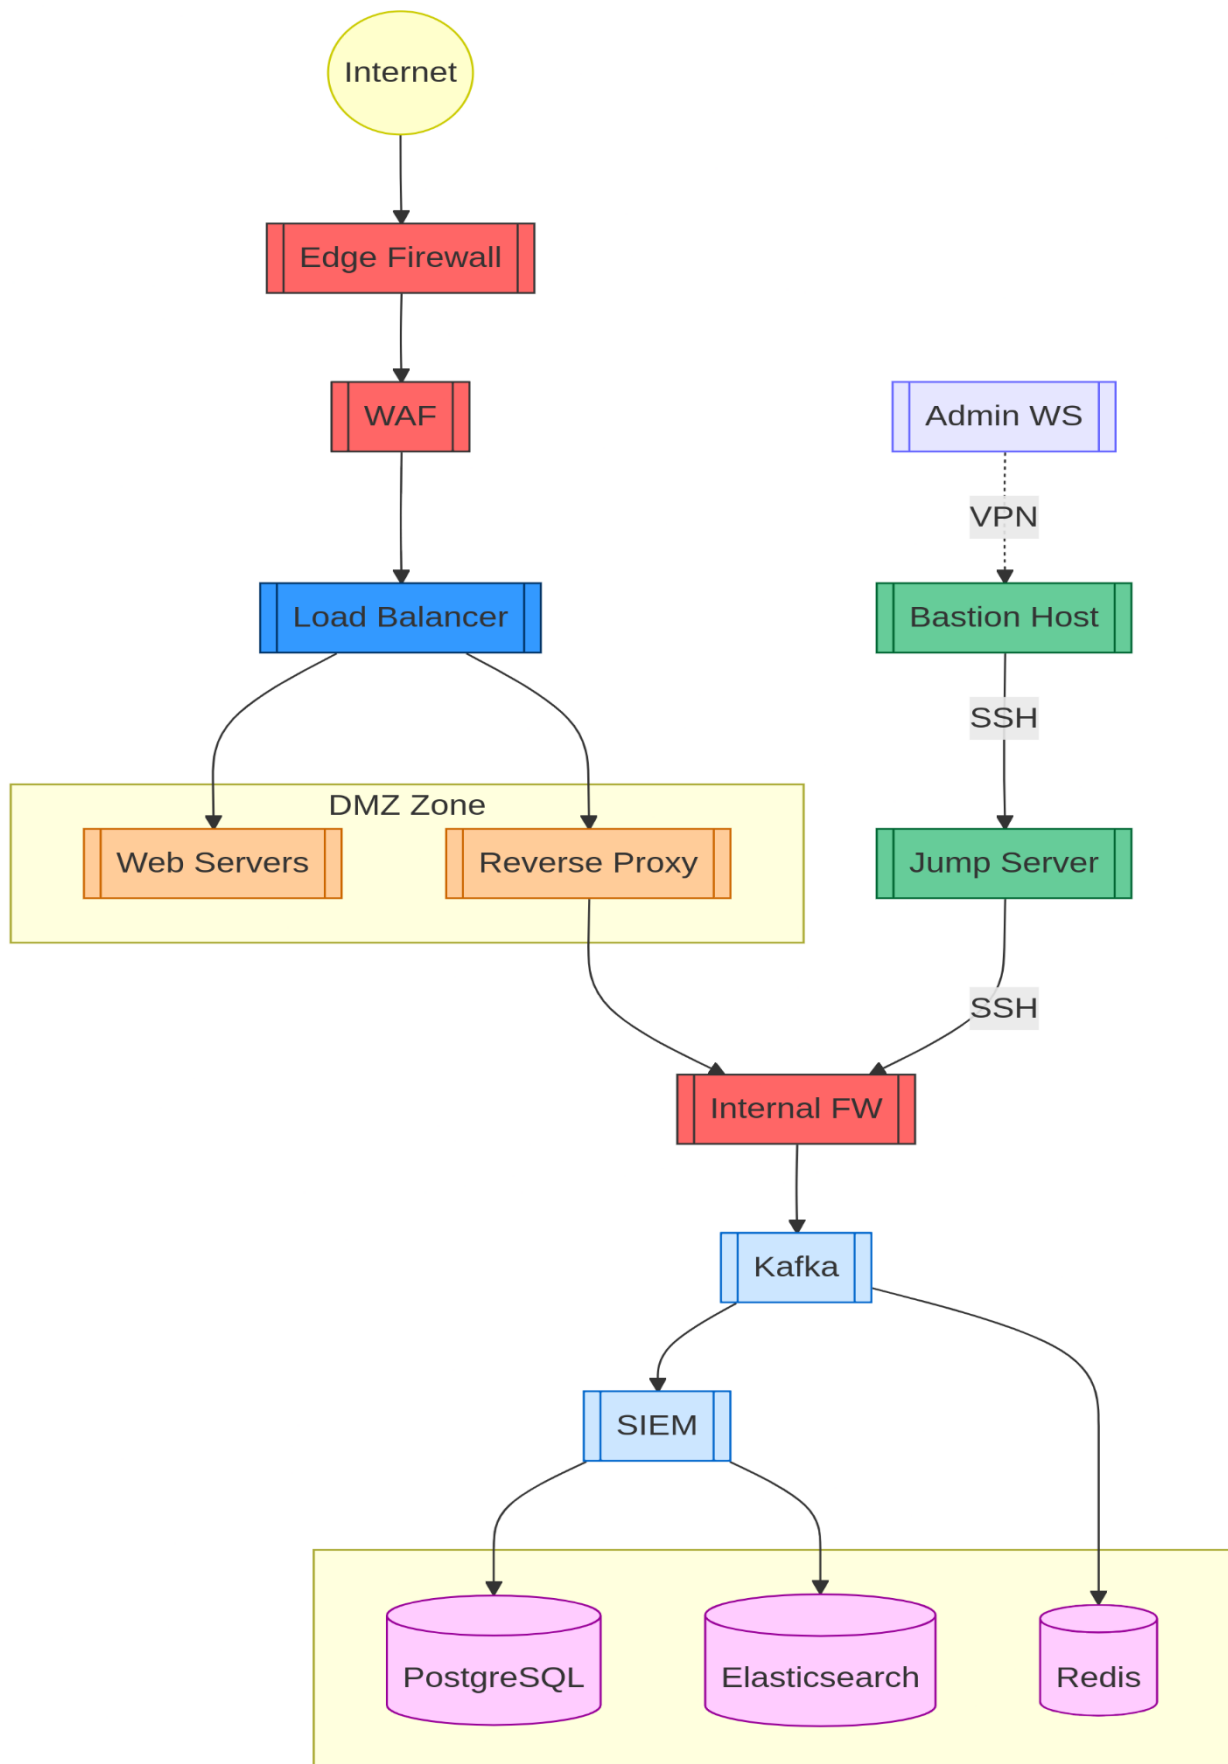 Internet
Edge Firewall
WAF
Admin WS
VPN
Load Balancer
Bastion Host
SSH
DMZ Zone
Web Servers
Reverse Proxy
Jump Server
SSH
Internal FW
Kafka
SIEM
PostgreSQL
Elasticsearch
Redis